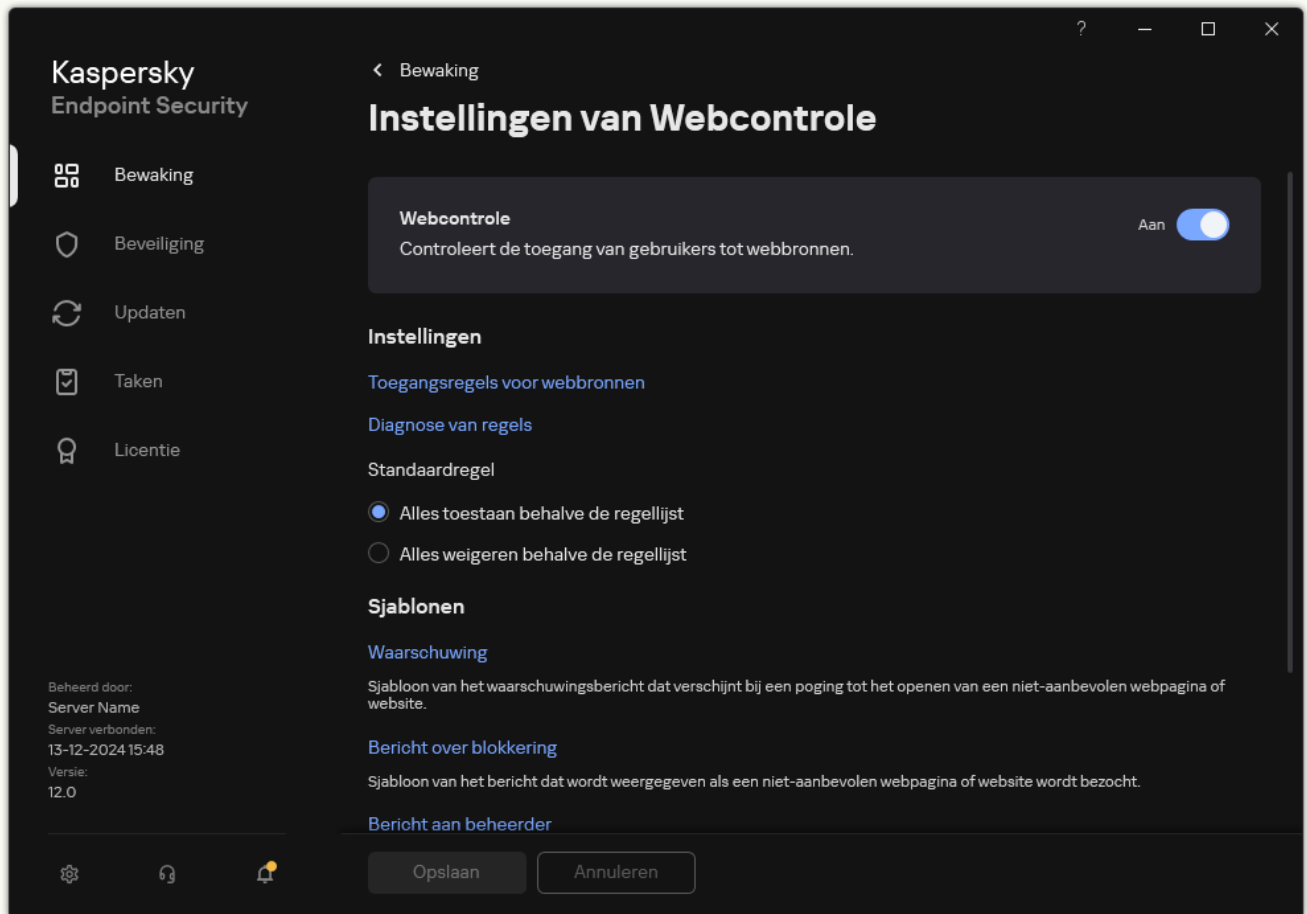 ?
Kaspersky
Endpoint Security
Bewaking
Beveiliging
Updaten
Taken
Licentie
Beheerd door:
Server Name
Server verbonden:
13-12-2024 15:48
Versie:
12.0
Bewaking
Instellingen van Webcontrole
Webcontrole
Controleert de toegang van gebruikers tot webbronnen.
Aan
Instellingen
Toegangsregels voor webbronnen
Diagnose van regels
Standaardregel
Alles toestaan behalve de regellijst
Alles weigeren behalve de regellijst
Sjablonen
Waarschuwing
Sjabloon van het waarschuwingsbericht dat verschijnt bij een poging tot het openen van een niet-aanbevolen webpagina of
website.
Bericht over blokkering
Sjabloon van het bericht dat wordt weergegeven als een niet-aanbevolen webpagina of website wordt bezocht.
Bericht aan beheerder
Opslaan
Annuleren